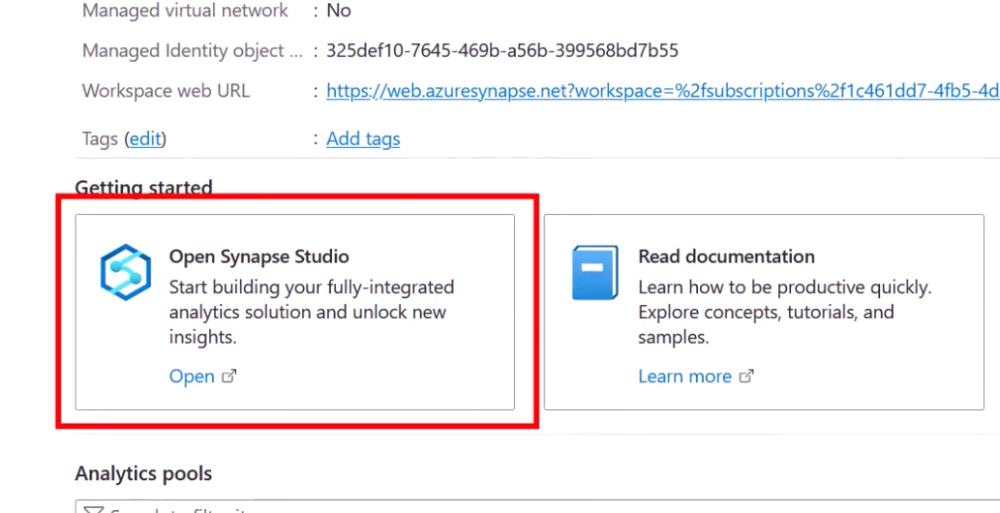 Managed virtual network : No
Managed Identity object ... : 325def10-7645-469b-a56b-399568bd7b55
Workspace web URL : https://web.azuresynapse.net?workspace=%2fsubscriptions%2f1c461dd7-4fb5-4d
Tags (edit) : Add tags
Getting started
Open Synapse Studio
Start building your fully-integrated
analytics solution and unlock new
insights.
Open
Read documentation
Learn how to be productive quickly.
Explore concepts, tutorials, and
samples.
Learn more
Analytics pools